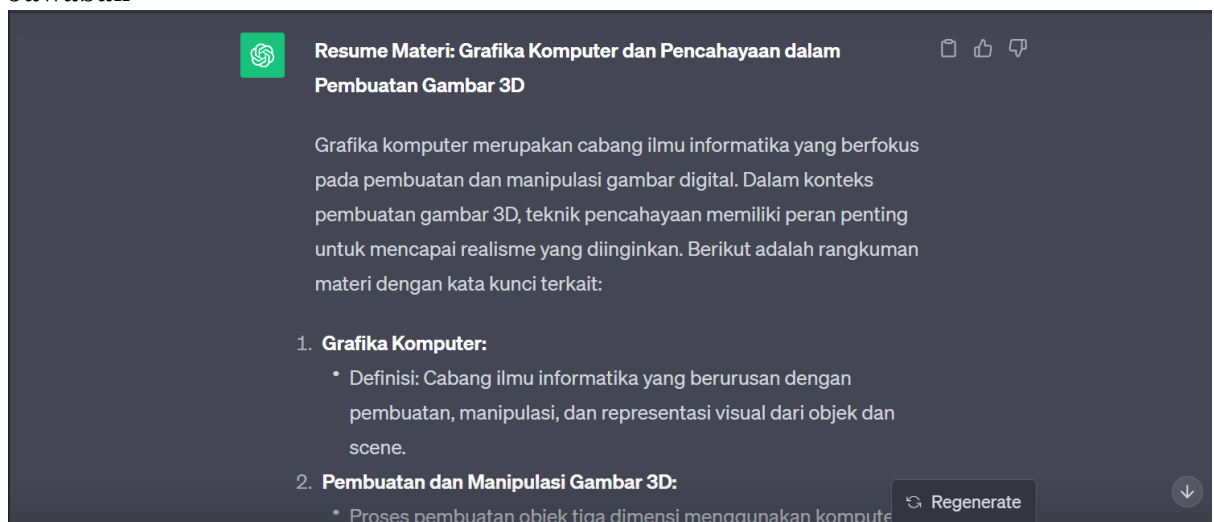 Resume Materi: Grafika Komputer dan Pencahayaan dalam
Pembuatan Gambar 3D
Grafika komputer merupakan cabang ilmu informatika yang berfokus
pada pembuatan dan manipulasi gambar digital. Dalam konteks
pembuatan gambar 3D, teknik pencahayaan memiliki peran penting
untuk mencapai realisme yang diinginkan. Berikut adalah rangkuman
materi dengan kata kunci terkait:
1. Grafika Komputer:
• Definisi: Cabang ilmu informatika yang berurusan dengan
pembuatan, manipulasi, dan representasi visual dari objek dan
scene.
2. Pembuatan dan Manipulasi Gambar 3D:
• Proses pembuatan objek tiga dimensi menggunakan kompute
Regenerate